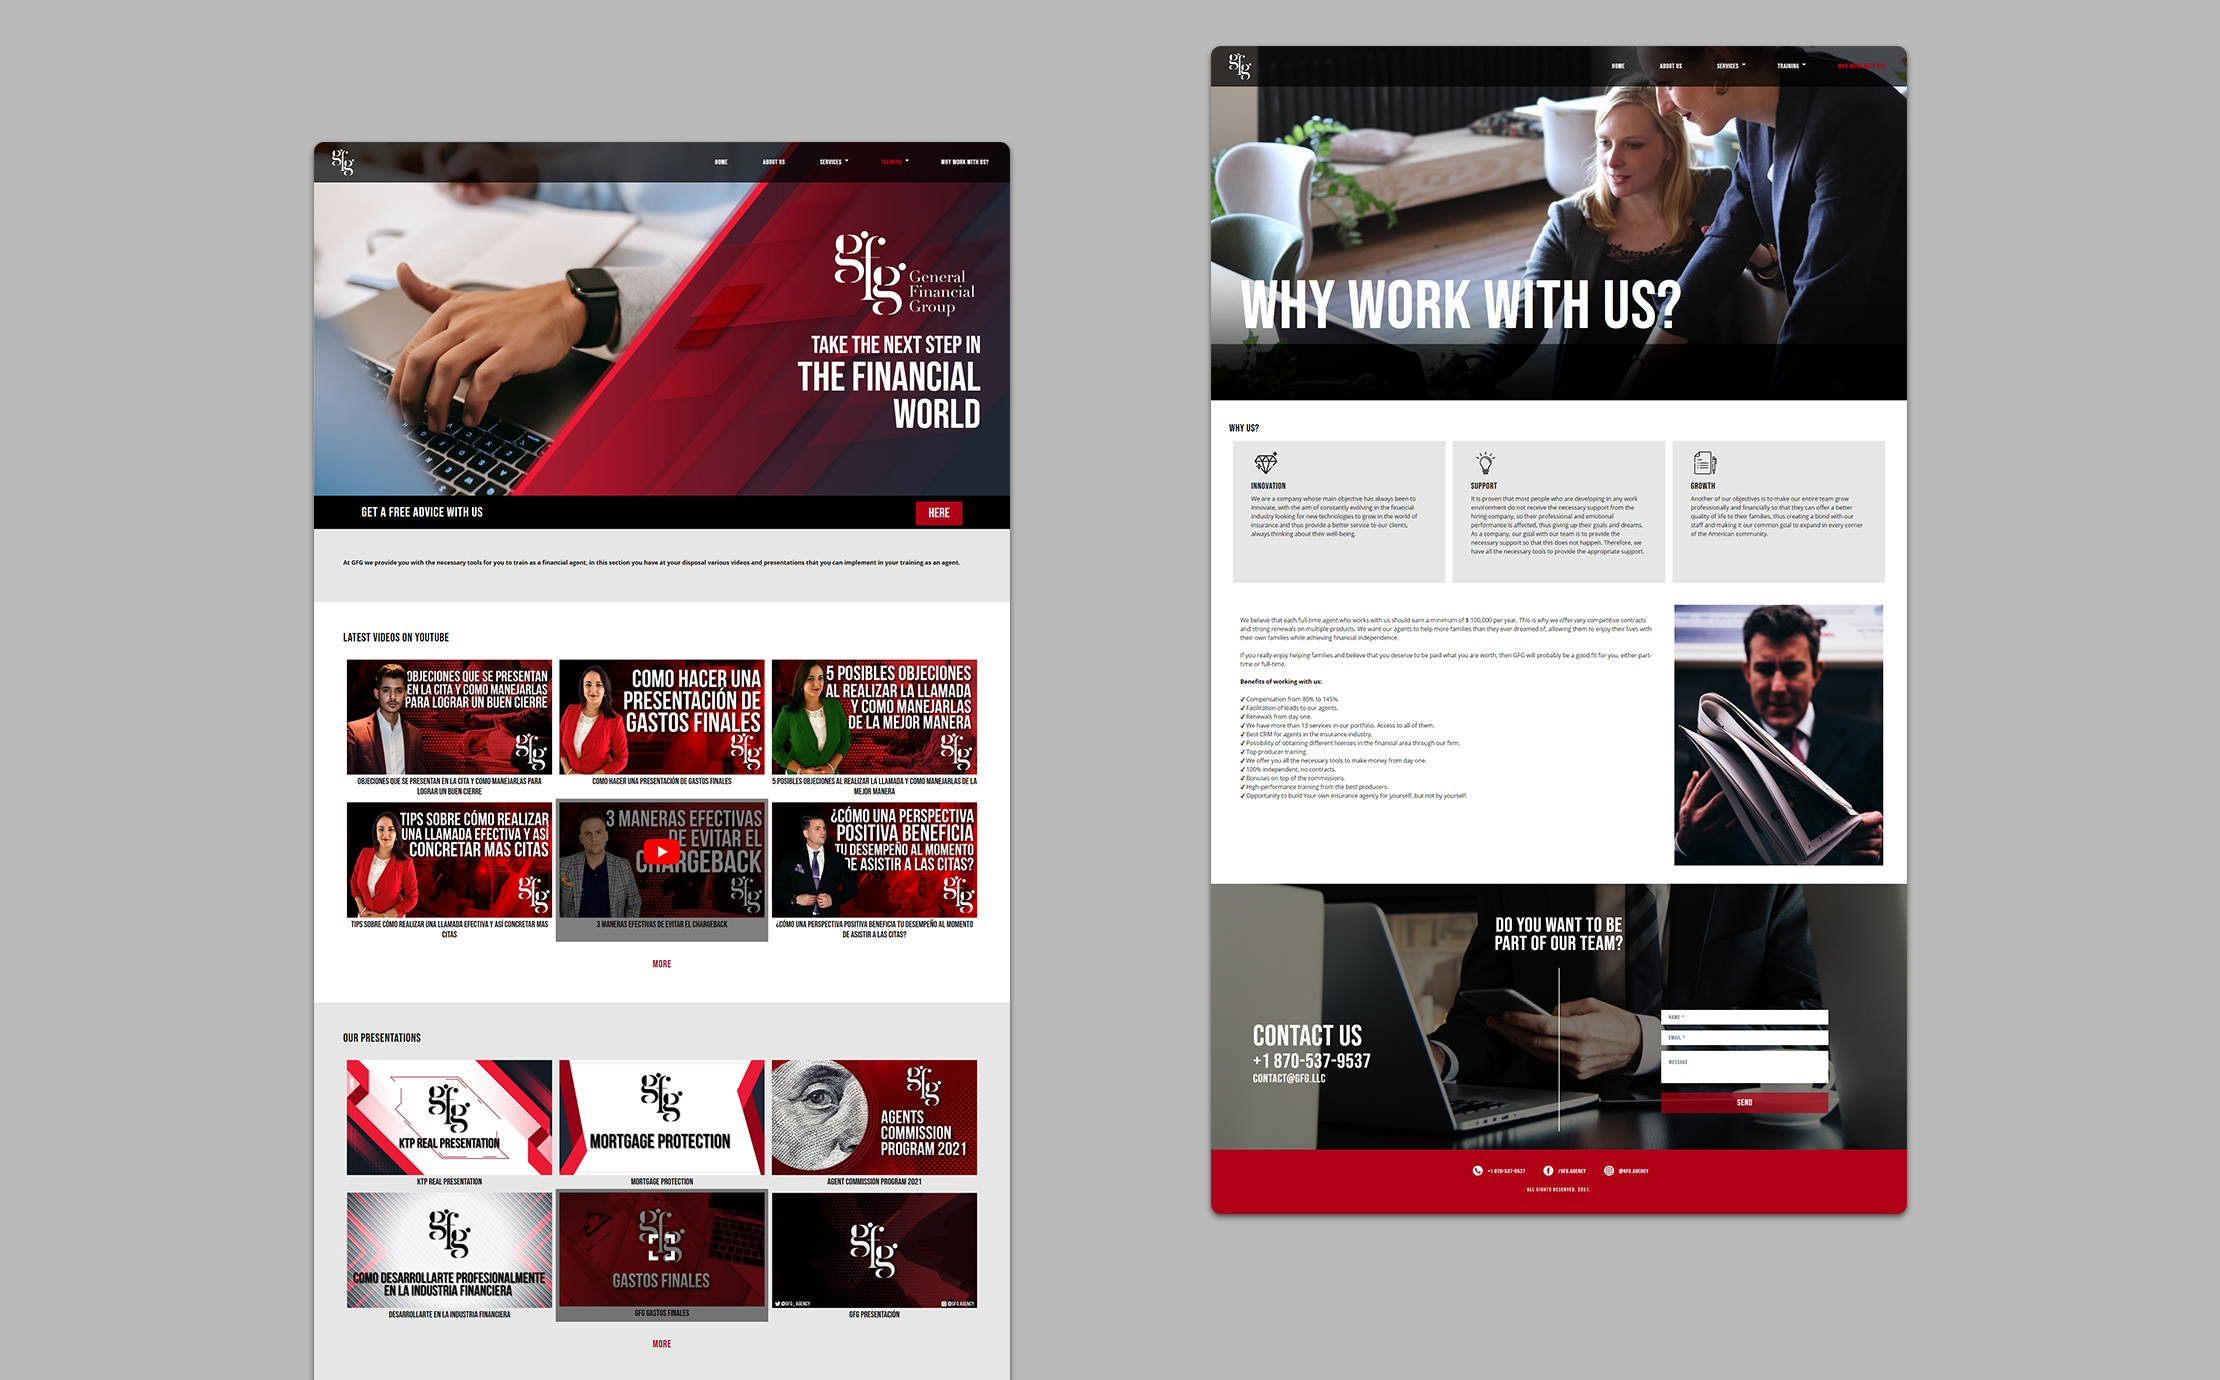 gfg
HOME
ABOUT US
SERVICES
TRAINING
WHY WORK WITH US?
gfg
General
Financial
Group
TAKE THE NEXT STEP IN
THE FINANCIAL
WORLD
GET A FREE ADVICE WITH US
HERE
At GFG we provide you with the necessary tools for you to train as a financial agent, in this section you have at your disposal various videos and presentations that you can implement in your training as an agent.
LATEST VIDEOS ON YOUTUBE
OBJECIONES QUE SE PRESENTAN
EN LA CITA Y COMO MANEJARLAS
PARA LOGRAR UN BUEN CIERRE
gfg
OBJECIONES QUE SE PRESENTAN EN LA CITA Y COMO MANEJARLAS PARA
LOGRAR UN BUEN CIERRE
COMO HACER UNA
PRESENTACIÓN DE
GASTOS FINALES
gfg
COMO HACER UNA PRESENTACIÓN DE GASTOS FINALES
5 POSIBLES OBJECIONES
AL REALIZAR LA LLAMADA
Y COMO MANEJARLAS
DE LA MEJOR MANERA
gfg
5 POSIBLES OBJECIONES AL REALIZAR LA LLAMADA Y COMO MANEJARLAS DE LA
MEJOR MANERA
TIPS SOBRE CÓMO REALIZAR
UNA LLAMADA EFECTIVA Y ASÍ
CONCRETAR MAS CITAS
gfg
TIPS SOBRE CÓMO REALIZAR UNA LLAMADA EFECTIVA Y ASÍ CONCRETAR MAS
CITAS
3 MANERAS EFECTIVAS
DE EVITAR EL
CHARGEBACK
gfg
3 MANERAS EFECTIVAS DE EVITAR EL CHARGEBACK
¿CÓMO UNA PERSPECTIVA
POSITIVA BENEFICIA
TU DESEMPEÑO AL MOMENTO
DE ASISTIR A LAS CITAS?
gfg
¿CÓMO UNA PERSPECTIVA POSITIVA BENEFICIA TU DESEMPEÑO AL MOMENTO
DE ASISTIR A LAS CITAS?
MORE
OUR PRESENTATIONS
gfg
KTP REAL PRESENTATION
KTP REAL PRESENTATION
gfg
MORTGAGE PROTECTION
MORTGAGE PROTECTION
gfg
AGENTS
COMMISSION
PROGRAM 2021
AGENT COMMISSION PROGRAM 2021
gfg
COMO DESARROLLARTE PROFESIONALMENTE
EN LA INDUSTRIA FINANCIERA
DESARROLLARTE EN LA INDUSTRIA FINANCIERA
gfg
GASTOS FINALES
GFG GASTOS FINALES
gfg
@GFG_AGENCY
@GFG.AGENCY
GFG PRESENTACIÓN
MORE
gfg
HOME
ABOUT US
SERVICES
TRAINING
WHY WORK WITH US?
WHY WORK WITH US?
WHY US?
INNOVATION
We are a company whose main objective has always been to
innovate, with the aim of constantly evolving in the financial
industry looking for new technologies to grow in the world of
insurance and thus provide a better service to our clients,
always thinking about their well-being.
SUPPORT
It is proven that most people who are developing in any work
environment do not receive the necessary support from the
hiring company, so their professional and emotional
performance is affected, thus giving up their goals and dreams.
As a company, our goal with our team is to provide the
necessary support so that this does not happen. Therefore, we
have all the necessary tools to provide the appropriate support.
GROWTH
Another of our objectives is to make our entire team grow
professionally and financially so that they can offer a better
quality of life to their families, thus creating a bond with our
staff and making it our common goal to expand in every corner
of the American community.
We believe that each full-time agent who works with us should earn a minimum of $ 100,000 per year. This is why we offer very competitive contracts
and strong renewals on multiple products. We want our agents to help more families than they ever dreamed of, allowing them to enjoy their lives with
their own families while achieving financial independence.
If you really enjoy helping families and believe that you deserve to be paid what you are worth, then GFG will probably be a good fit for you, either part-
time or full-time.
Benefits of working with us:
✓ Compensation from 80% to 145%.
✓ Facilitation of leads to our agents.
✓ Renewals from day one.
✓ We have more than 13 services in our portfolio. Access to all of them.
✓ Best CRM for agents in the insurance industry.
✓ Possibility of obtaining different licenses in the financial area through our firm.
✓ Top producer training.
✓ We offer you all the necessary tools to make money from day one.
✓ 100% independent, no contracts.
✓ Bonuses on top of the commissions.
✓ High-performance training from the best producers.
✓ Opportunity to build Your own insurance agency for yourself, but not by yourself.
DO YOU WANT TO BE
PART OF OUR TEAM?
CONTACT US
+1 870-537-9537
CONTACT@GFG.LLC
NAME *
EMAIL *
MESSAGE
SEND
+1 870-537-9537
/GFG.AGENCY
@GFG.AGENCY
ALL RIGHTS RESERVED. 2021.